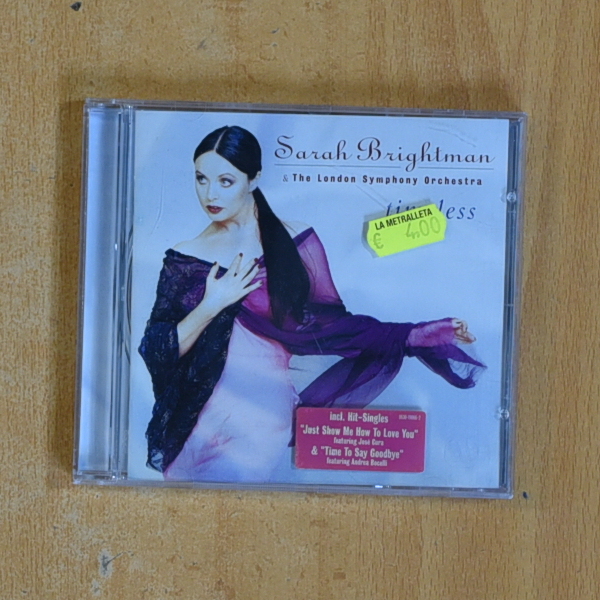 Sarah Brightman
& The London Symphony Orchestra
timeless
LA METRALLETA
€ 4.00
incl. Hit-Singles
"Just Show Me How To Love You"
featuring José Cura
& "Time To Say Goodbye"
featuring Andrea Bocelli